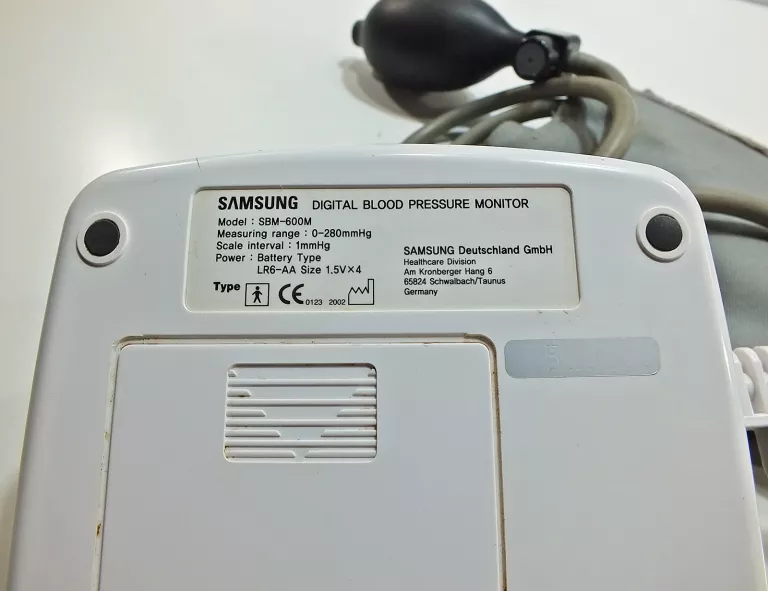 SAMSUNG DIGITAL BLOOD PRESSURE MONITOR
Model : SBM-600M
Measuring range : 0-280mmHg
Scale interval : 1mmHg
Power : Battery Type
LR6-AA Size 1.5V×4
SAMSUNG Deutschland GmbH
Healthcare Division
Am Kronberger Hang 6
65824 Schwalbach/Taunus
Germany
Type CE 0123 2002